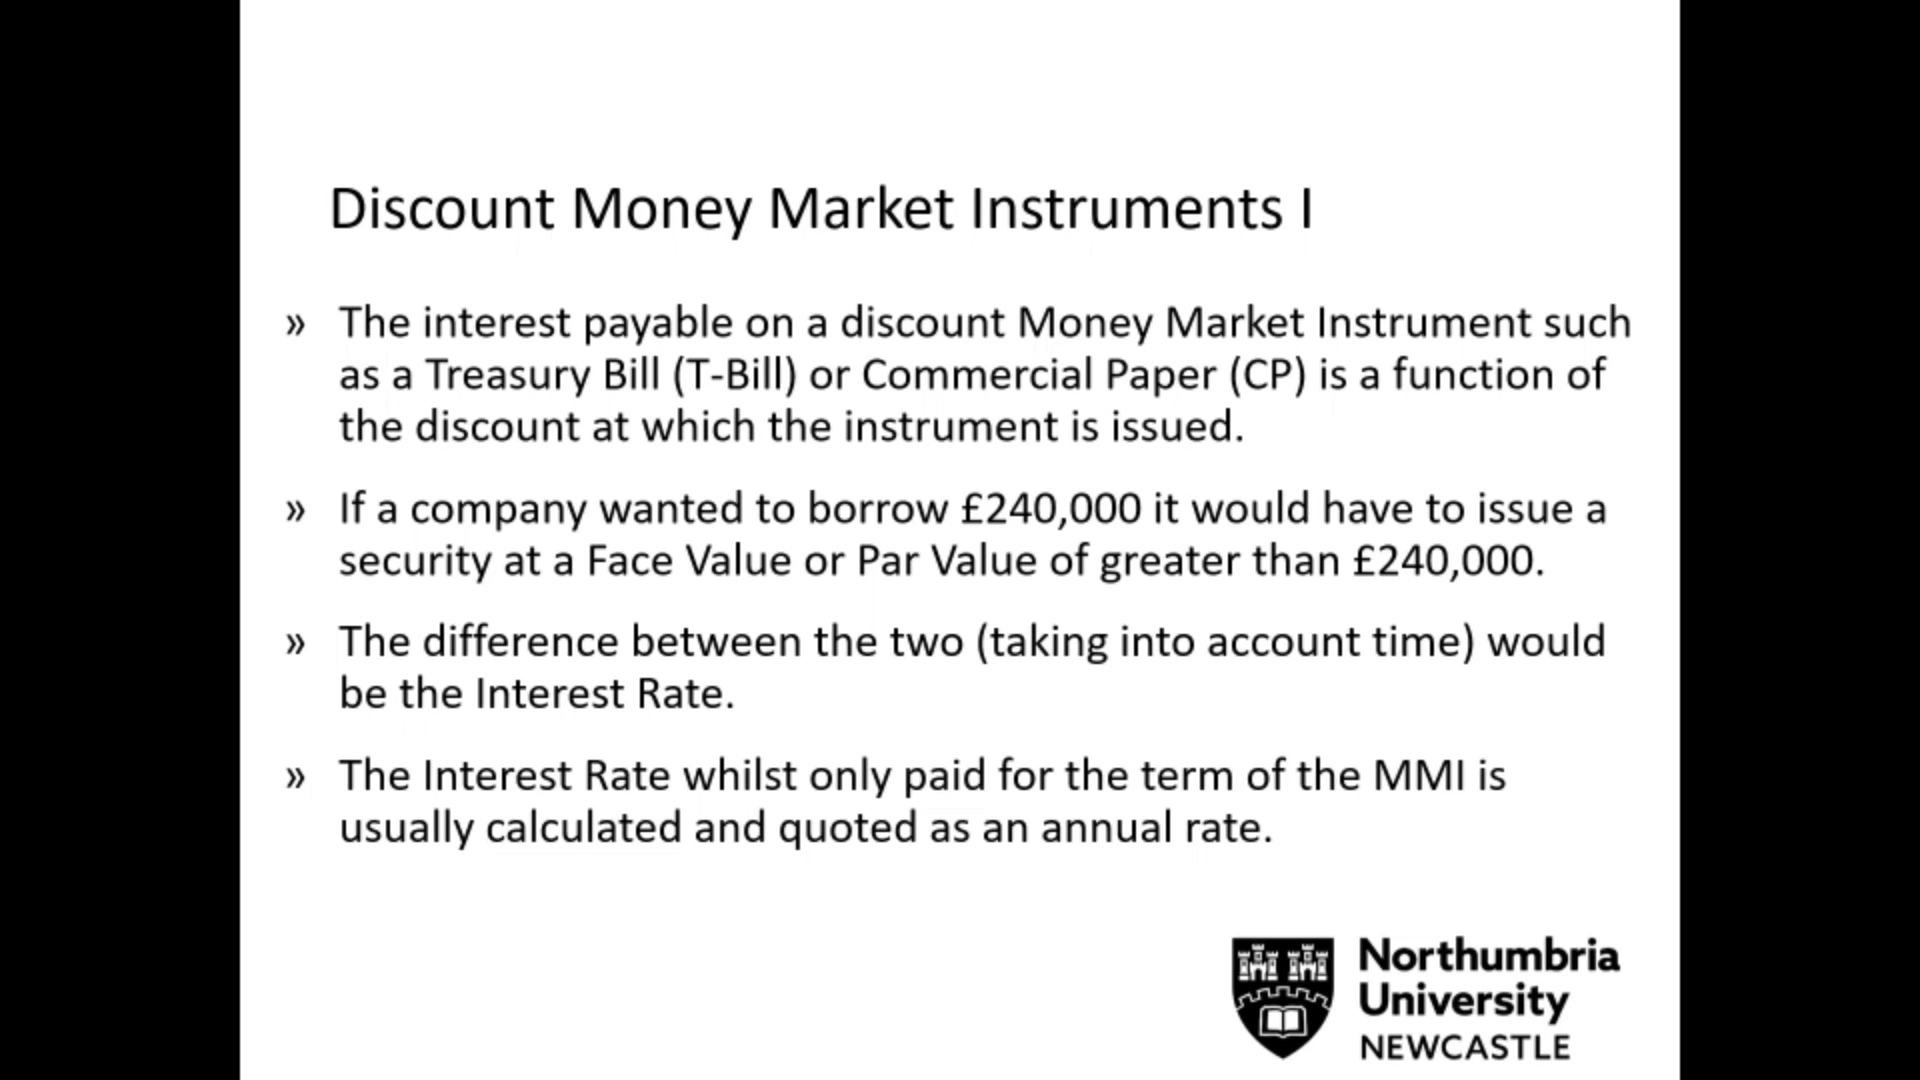 Discount Money Market Instruments I
» The interest payable on a discount Money Market Instrument such
as a Treasury Bill (T-Bill) or Commercial Paper (CP) is a function of
the discount at which the instrument is issued.
» If a company wanted to borrow £240,000 it would have to issue a
security at a Face Value or Par Value of greater than £240,000.
» The difference between the two (taking into account time) would
be the Interest Rate.
» The Interest Rate whilst only paid for the term of the MMI is
usually calculated and quoted as an annual rate.
Northumbria
University
NEWCASTLE